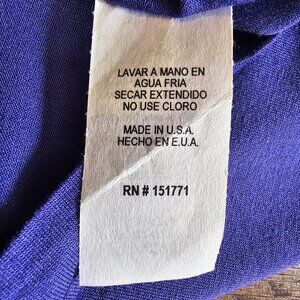 LAVAR A MANO EN
AGUA FRIA
SECAR EXTENDIDO
NO USE CLORO
MADE IN U.S.A.
HECHO EN E.U.A.
RN # 151771